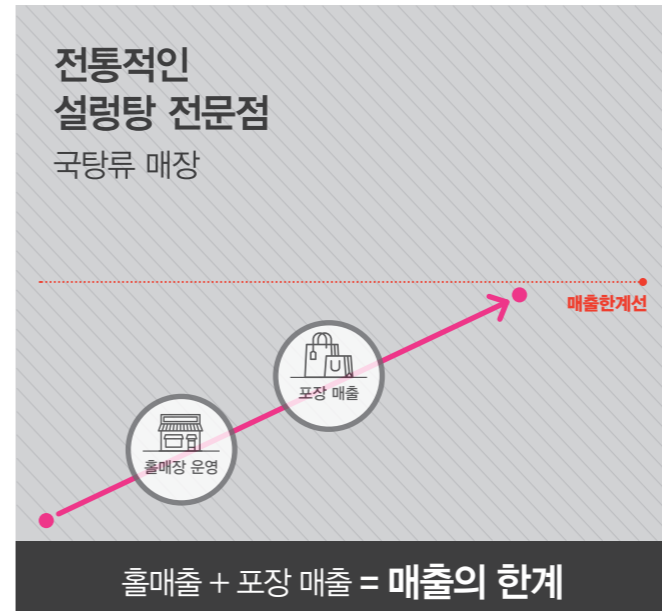 전통적인
설렁탕 전문점
국탕류 매장
매출한계선
포장 매출
홀매장 운영
홀매출 + 포장 매출 = 매출의 한계